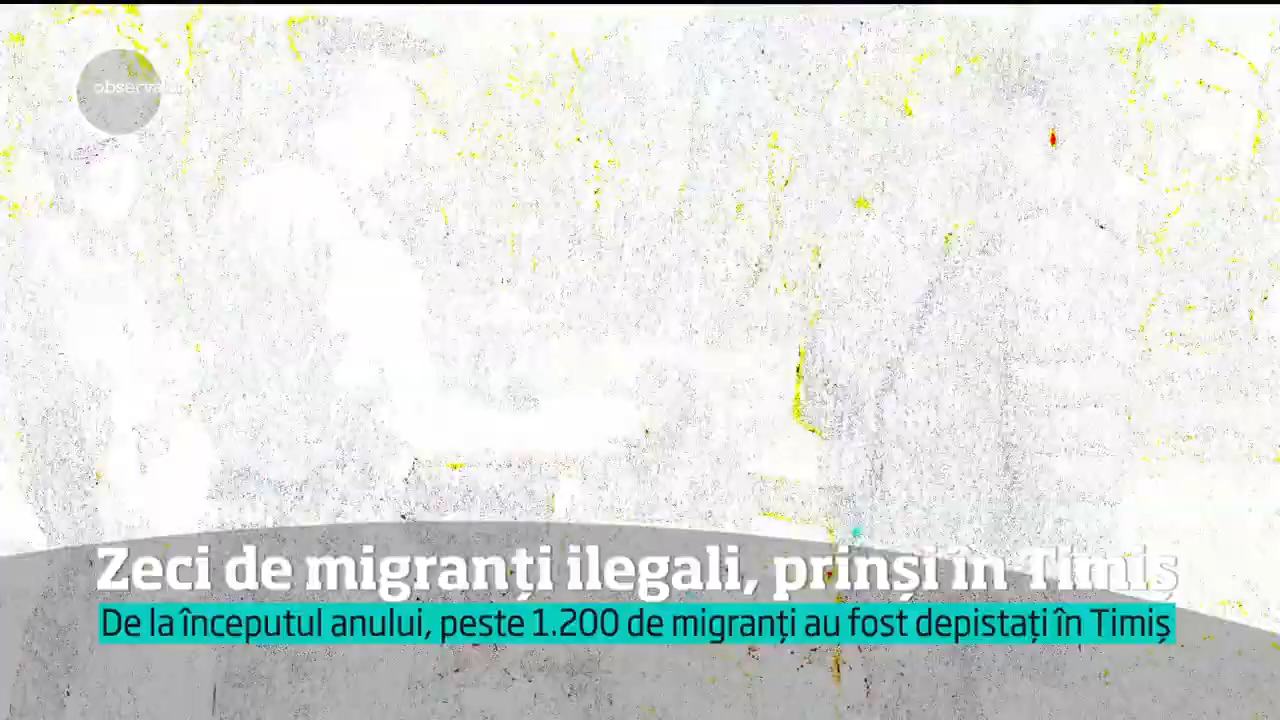 observator
Zeci de migranți ilegali, prinși în Timiș
De la începutul anului, peste 1.200 de migranți au fost depistați în Timiș